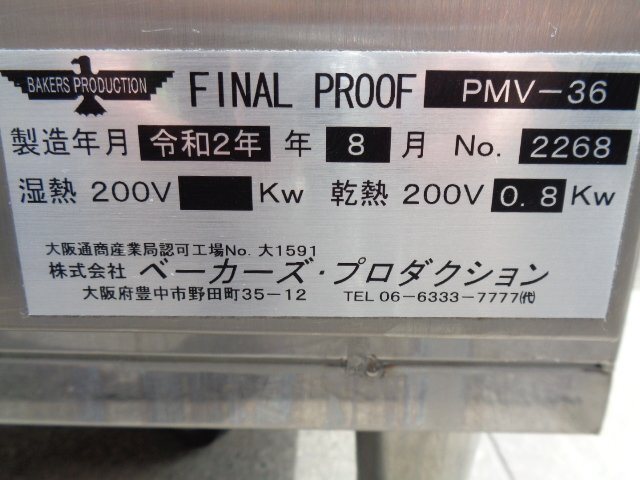 BAKERS PRODUCTION FINAL PROOF PMV-36
製造年月 令和2年 年 8 月 No. 2268
湿熱 200V Kw 乾熱 200V 0.8 Kw
大阪通商産業局認可工場No. 大1591
株式会社 ベーカーズ・プロダクション
大阪府豊中市野田町35-12 TEL 06-6333-7777㈹